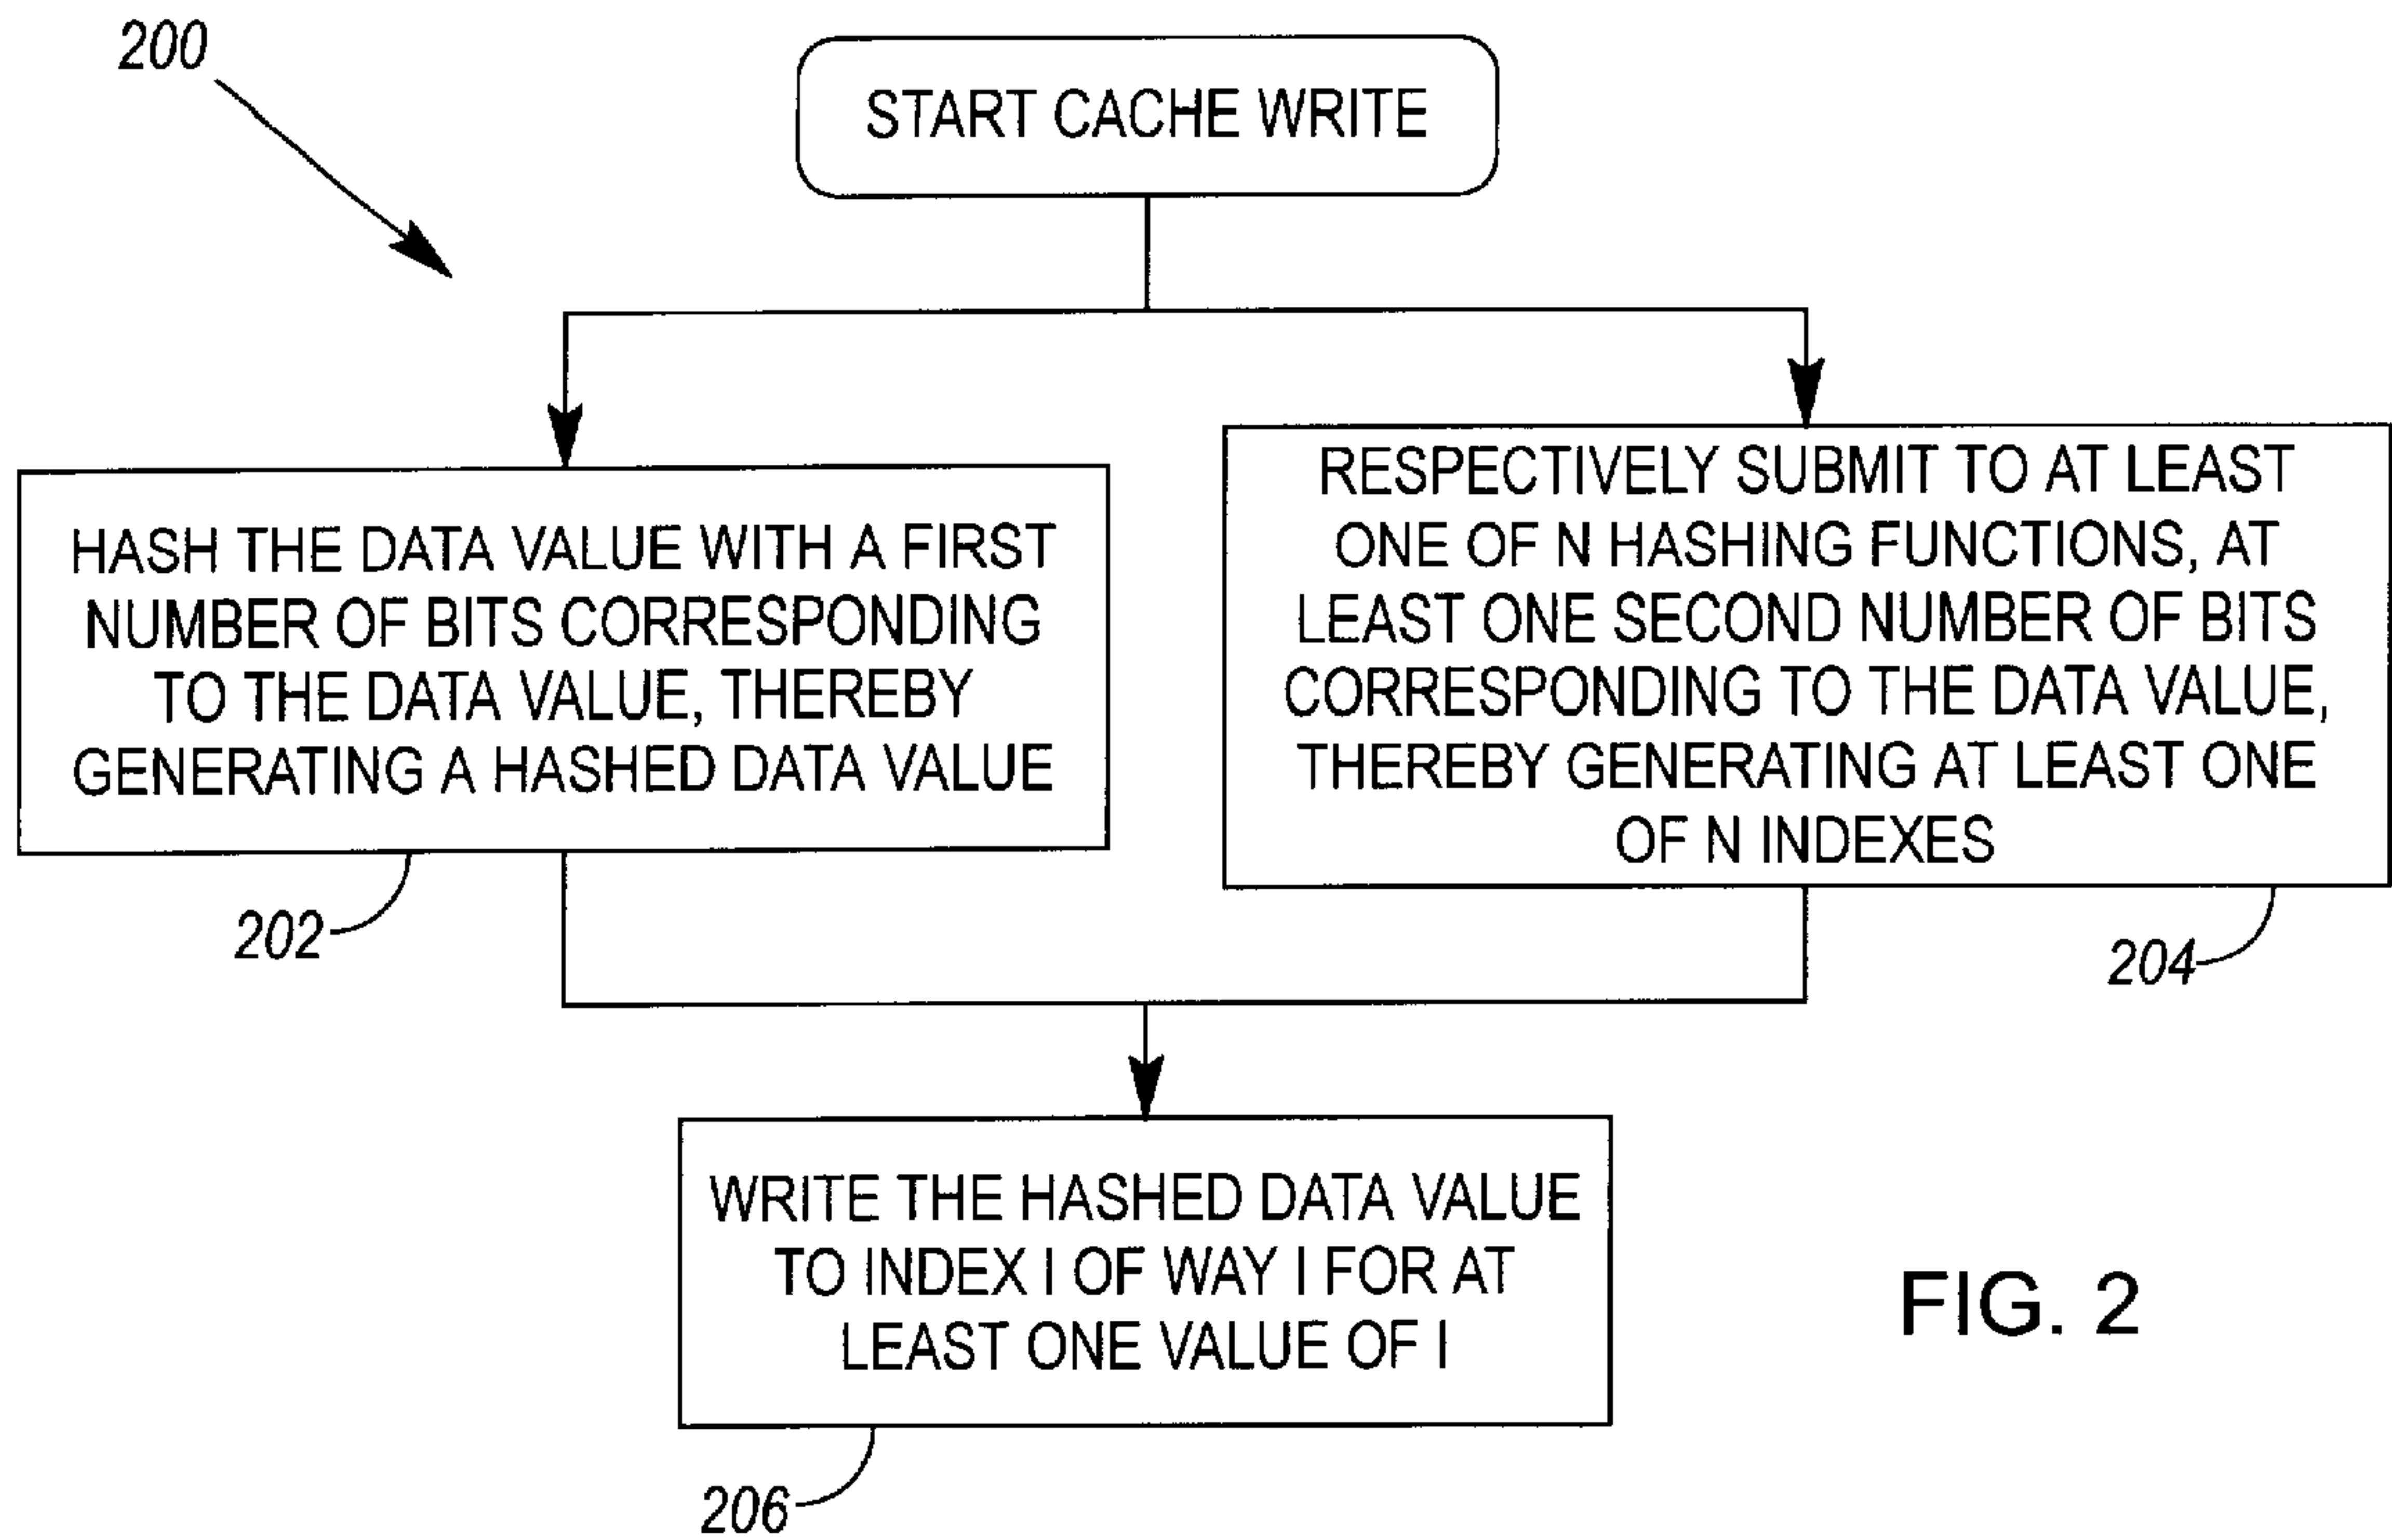 200
START CACHE WRITE
HASH THE DATA VALUE WITH A FIRST
NUMBER OF BITS CORRESPONDING
TO THE DATA VALUE, THEREBY
GENERATING A HASHED DATA VALUE
202
RESPECTIVELY SUBMIT TO AT LEAST
ONE OF N HASHING FUNCTIONS, AT
LEAST ONE SECOND NUMBER OF BITS
CORRESPONDING TO THE DATA VALUE,
THEREBY GENERATING AT LEAST ONE
OF N INDEXES
204
WRITE THE HASHED DATA VALUE
TO INDEX I OF WAY I FOR AT
LEAST ONE VALUE OF I
206
FIG. 2